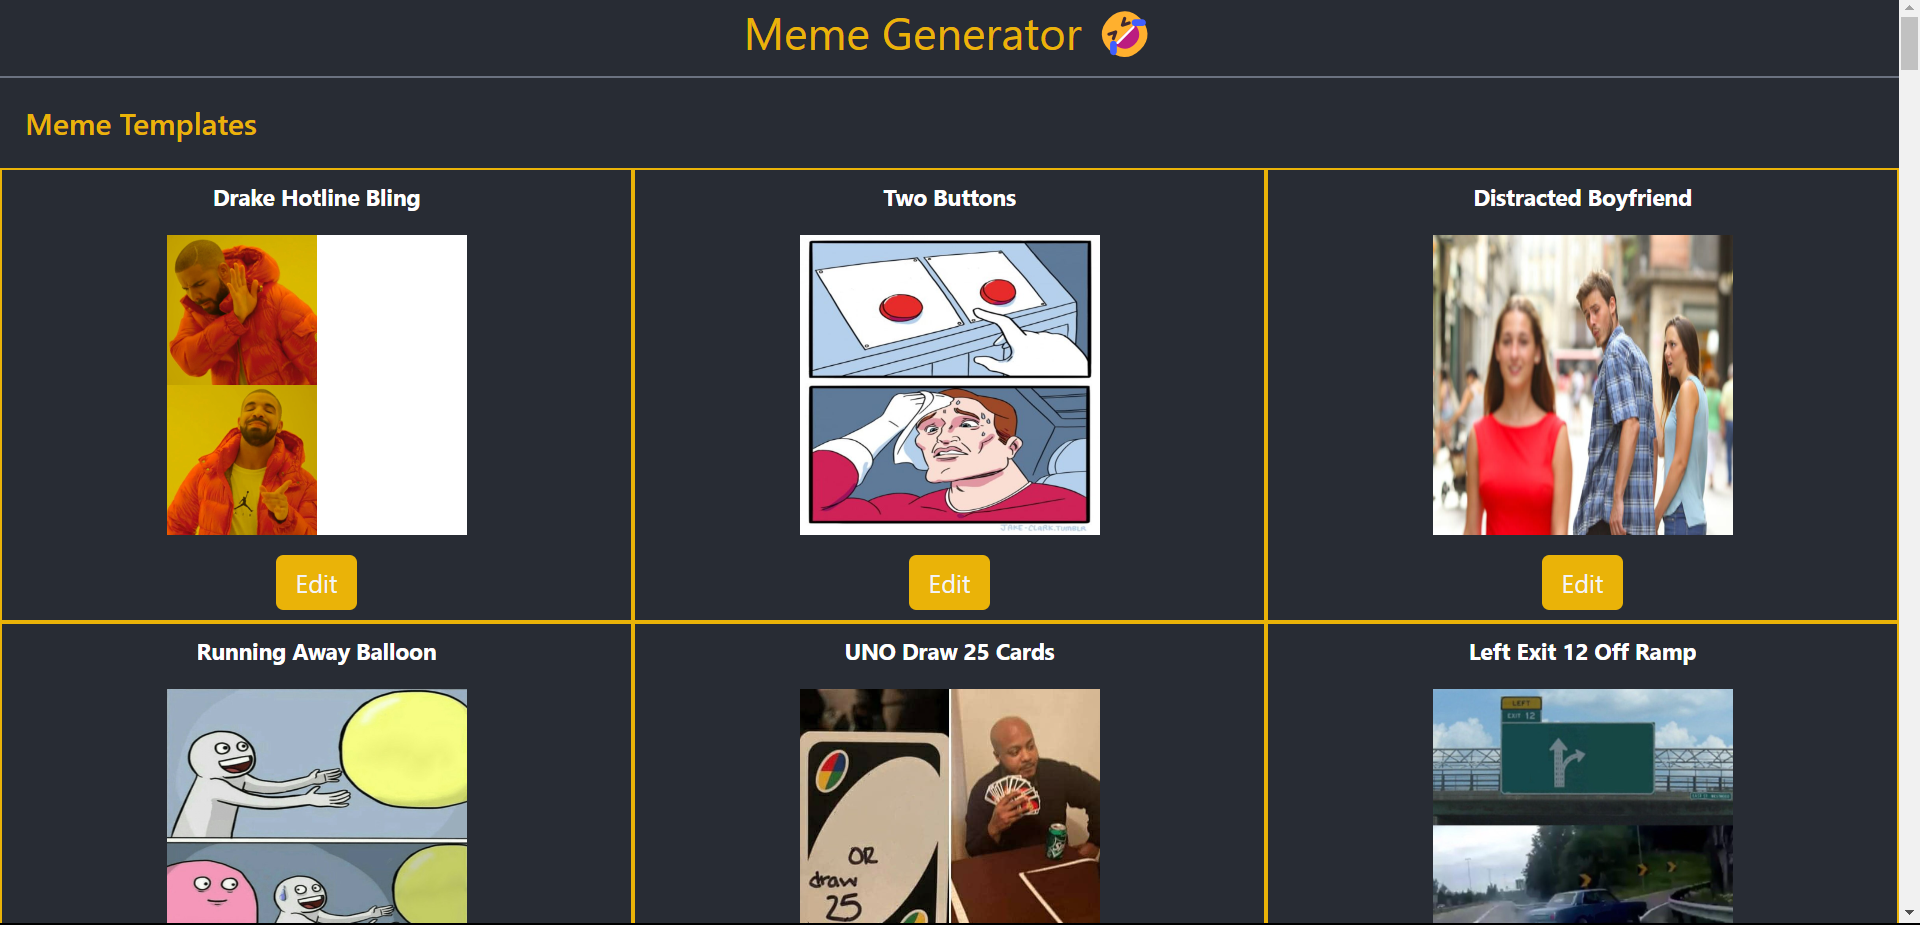 Meme Generator 🤣
Meme Templates
Drake Hotline Bling
Two Buttons
Distracted Boyfriend
JAKE-CLARK.TUMBLR
Edit
Edit
Edit
Running Away Balloon
UNO Draw 25 Cards
Left Exit 12 Off Ramp
OR
draw
25
LEFT
EXIT 12